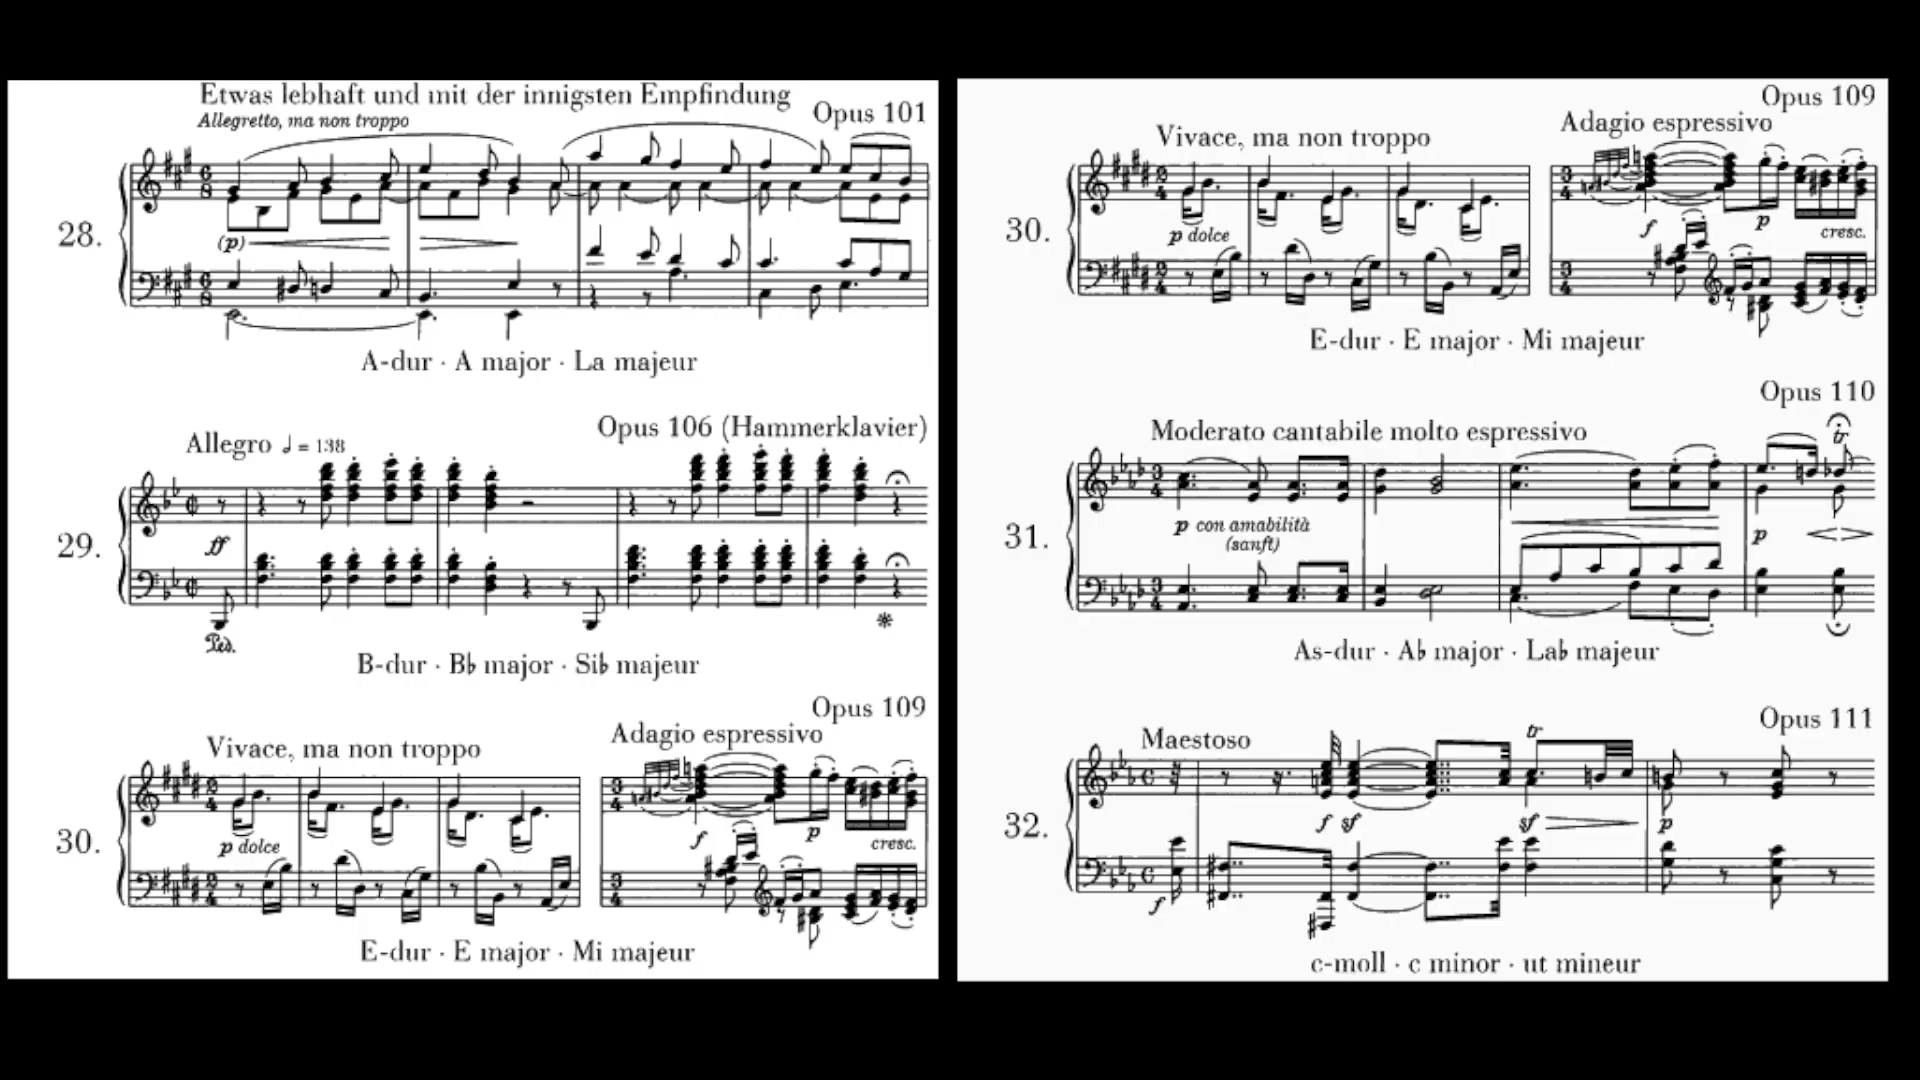 Etwas lebhaft und mit der innigsten Empfindung
Allegretto, ma non troppo
Opus 101
28.
(p)
A-dur · A major · La majeur
Opus 106 (Hammerklavier)
Allegro 𝅗𝅥 = 138
29.
ff
Ped.
*
B-dur · B♭ major · Si♭ majeur
Opus 109
Vivace, ma non troppo
Adagio espressivo
30.
p dolce
f
p
cresc.
E-dur · E major · Mi majeur
Opus 109
Vivace, ma non troppo
Adagio espressivo
30.
p dolce
f
p
cresc.
E-dur · E major · Mi majeur
Opus 110
Moderato cantabile molto espressivo
tr
31.
p con amabilità
(sanft)
p
As-dur · A♭ major · La♭ majeur
Opus 111
Maestoso
tr
32.
f sf
sf
p
f
c-moll · c minor · ut mineur